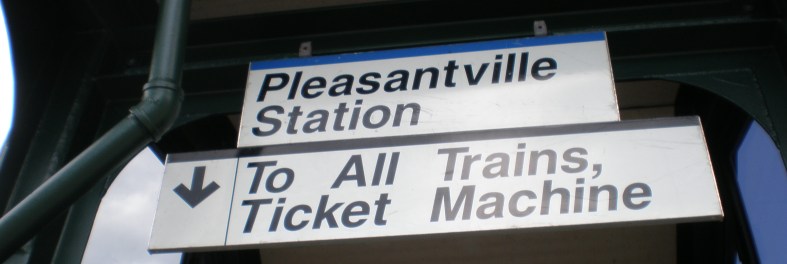 Pleasantville
Station
To All Trains,
Ticket Machine